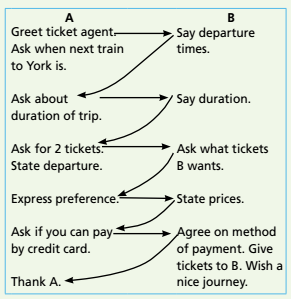 A B
Greet ticket agent.
Ask when next train
to York is.
Say departure
times.
Ask about
duration of trip.
Say duration.
Ask for 2 tickets.
State departure.
Ask what tickets
B wants.
Express preference.
State prices.
Ask if you can pay
by credit card.
Agree on method
of payment. Give
tickets to B. Wish a
nice journey.
Thank A.